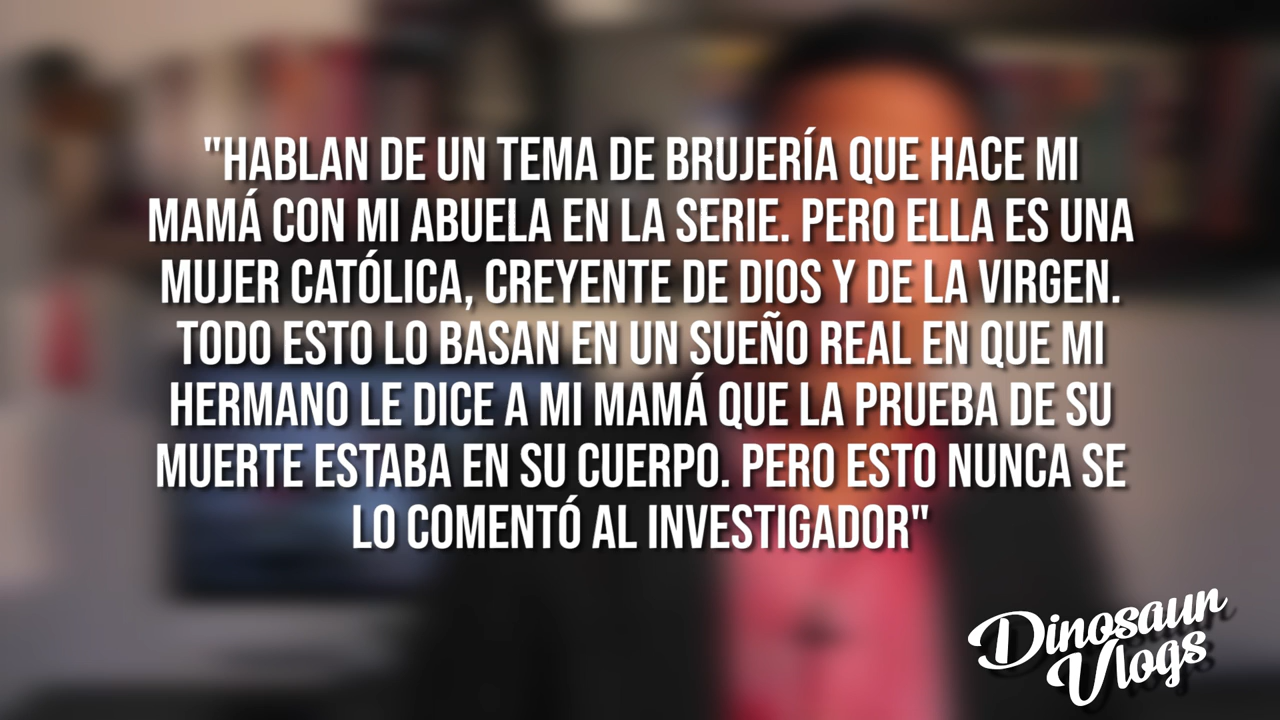 "HABLAN DE UN TEMA DE BRUJERÍA QUE HACE MI
MAMÁ CON MI ABUELA EN LA SERIE. PERO ELLA ES UNA
MUJER CATÓLICA, CREYENTE DE DIOS Y DE LA VIRGEN.
TODO ESTO LO BASAN EN UN SUEÑO REAL EN QUE MI
HERMANO LE DICE A MI MAMÁ QUE LA PRUEBA DE SU
MUERTE ESTABA EN SU CUERPO. PERO ESTO NUNCA SE
LO COMENTÓ AL INVESTIGADOR"
Dinosaur
Vlogs